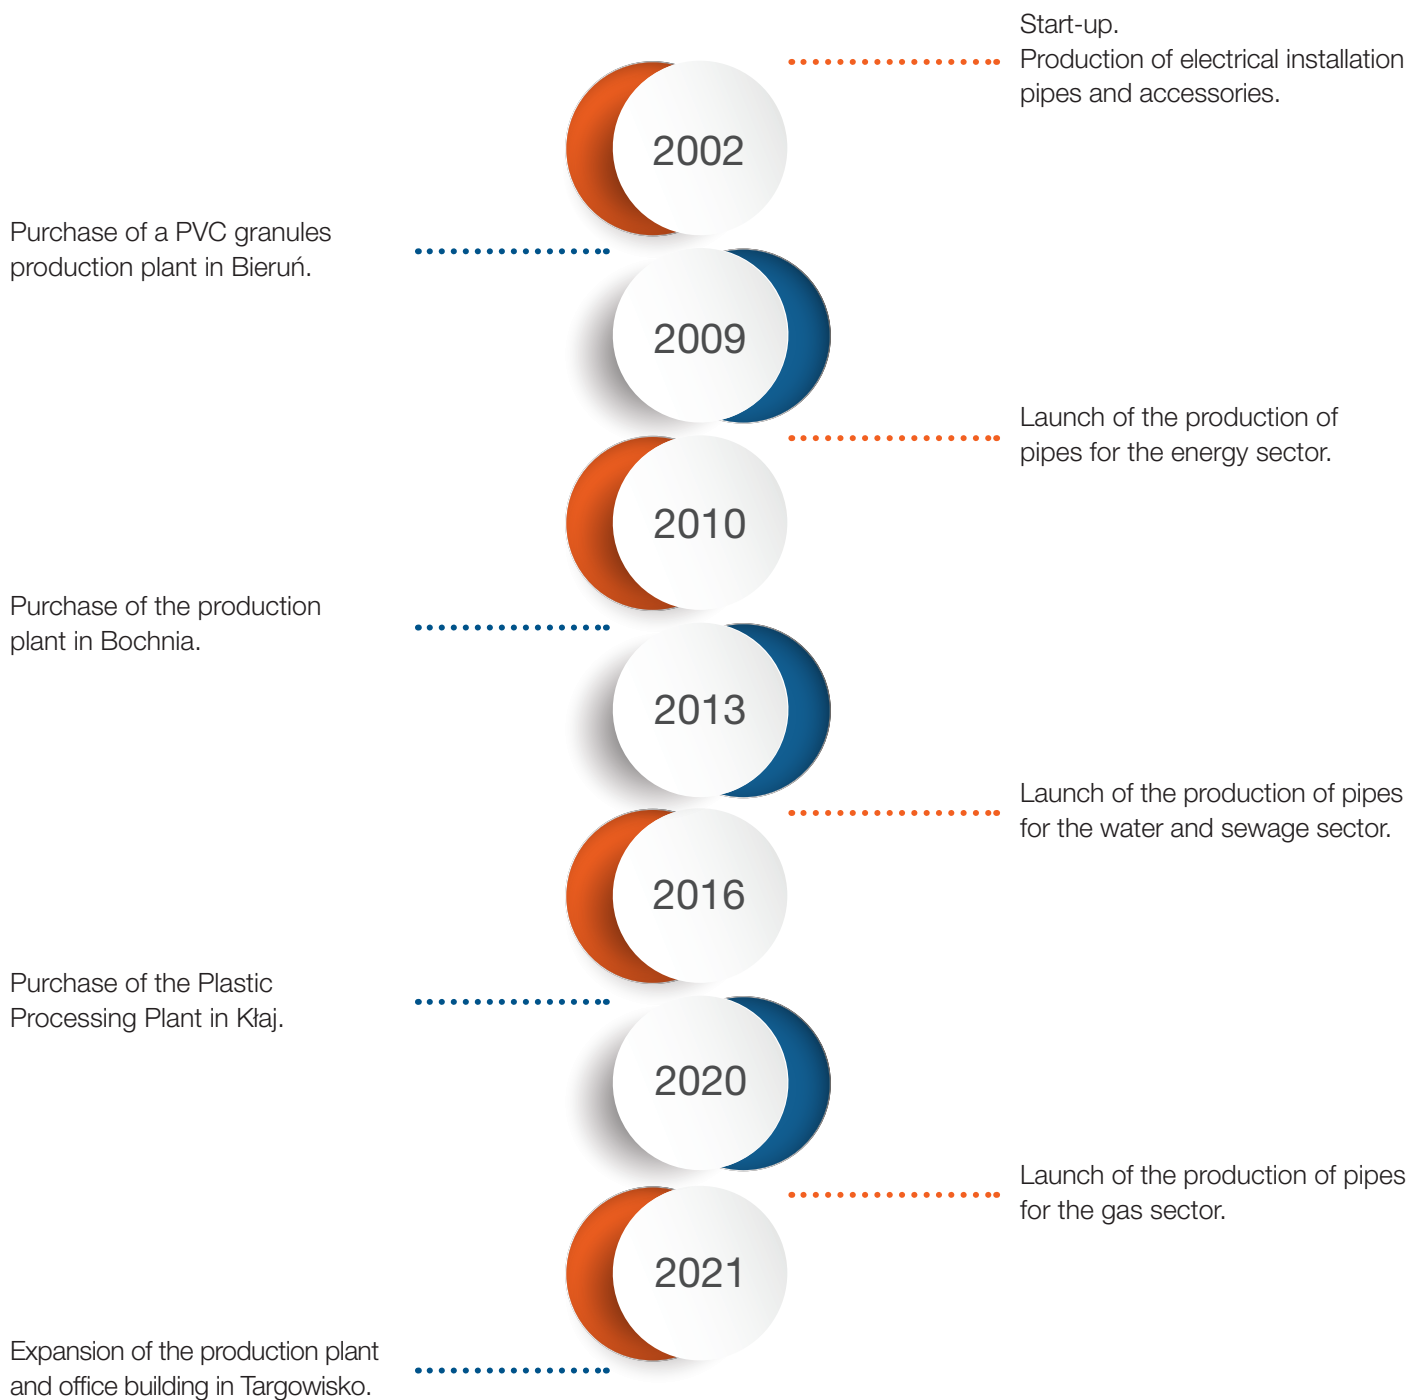 Start-up.
Production of electrical installation
pipes and accessories.
2002
Purchase of a PVC granules
production plant in Bieruń.
2009
Launch of the production of
pipes for the energy sector.
2010
Purchase of the production
plant in Bochnia.
2013
Launch of the production of pipes
for the water and sewage sector.
2016
Purchase of the Plastic
Processing Plant in Kłaj.
2020
Launch of the production of pipes
for the gas sector.
2021
Expansion of the production plant
and office building in Targowisko.